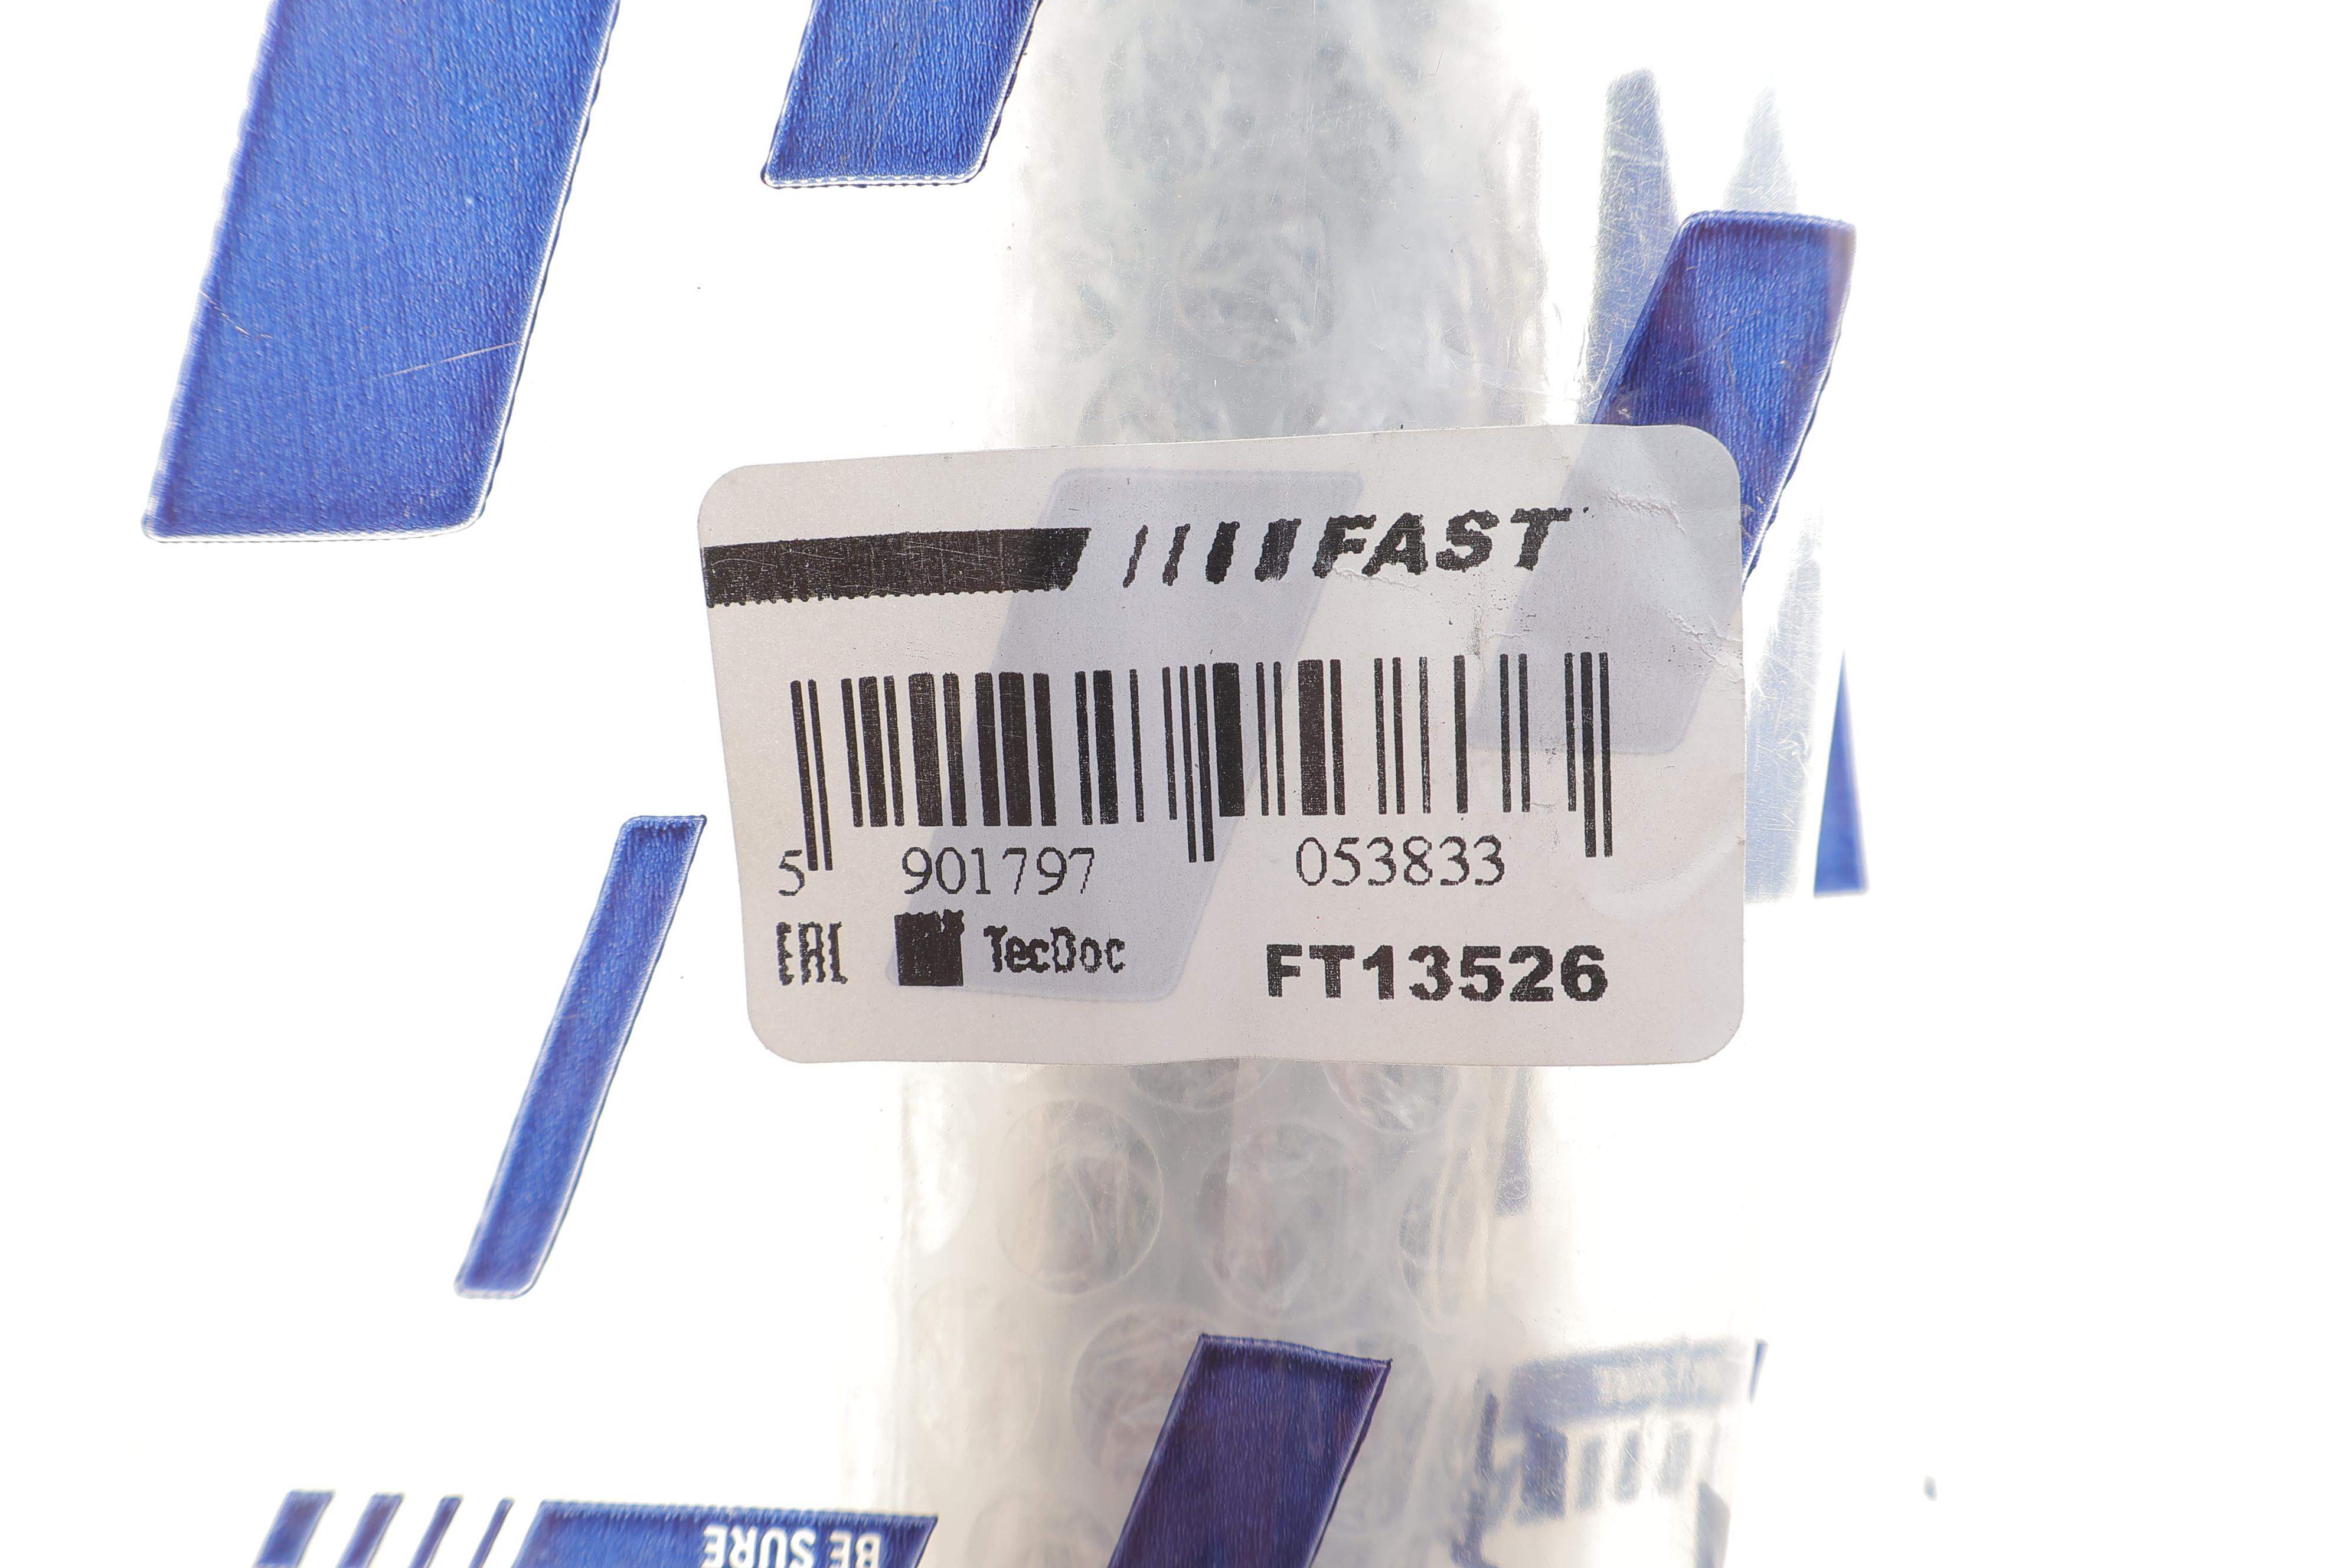 FAST
5 901797 053833
EAC TecDoc FT13526
BE SURE